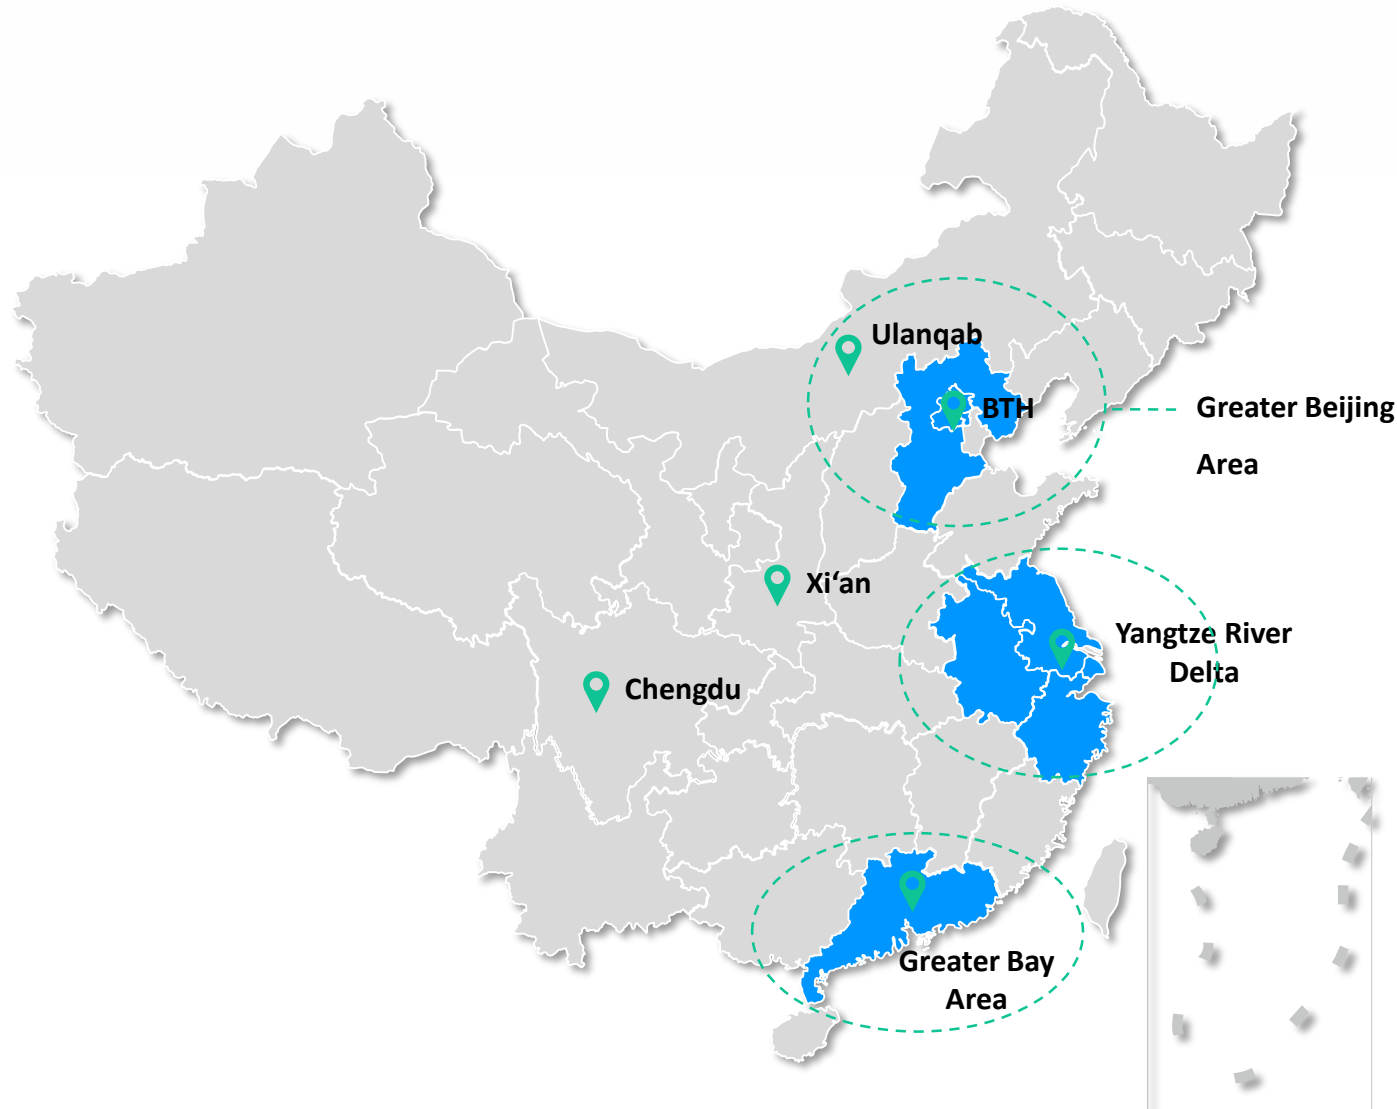 Ulanqab
BTH
Greater Beijing
Area
Xi‘an
Yangtze River
Delta
Chengdu
Greater Bay
Area